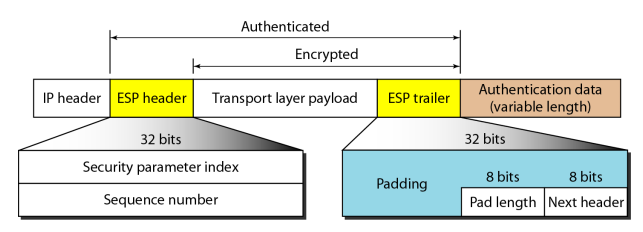 Authenticated
Encrypted
IP header
ESP header
Transport layer payload
ESP trailer
Authentication data
(variable length)
32 bits
32 bits
Security parameter index
Sequence number
Padding
8 bits
8 bits
Pad length
Next header